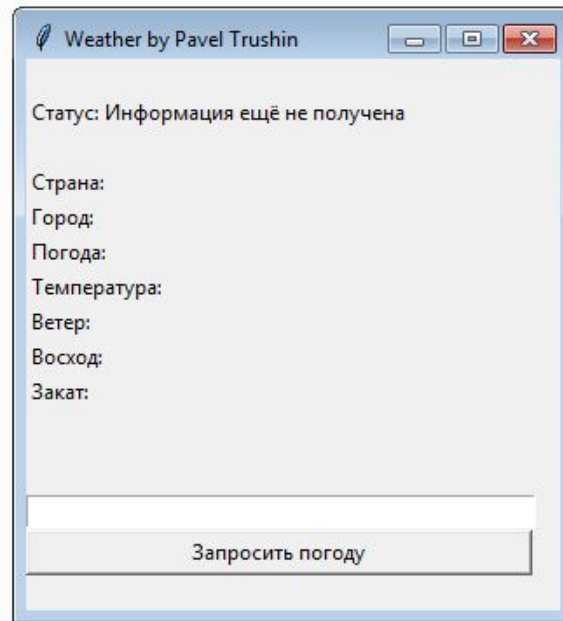 Weather by Pavel Trushin
Статус: Информация ещё не получена
Страна:
Город:
Погода:
Температура:
Ветер:
Восход:
Закат:
Запросить погоду